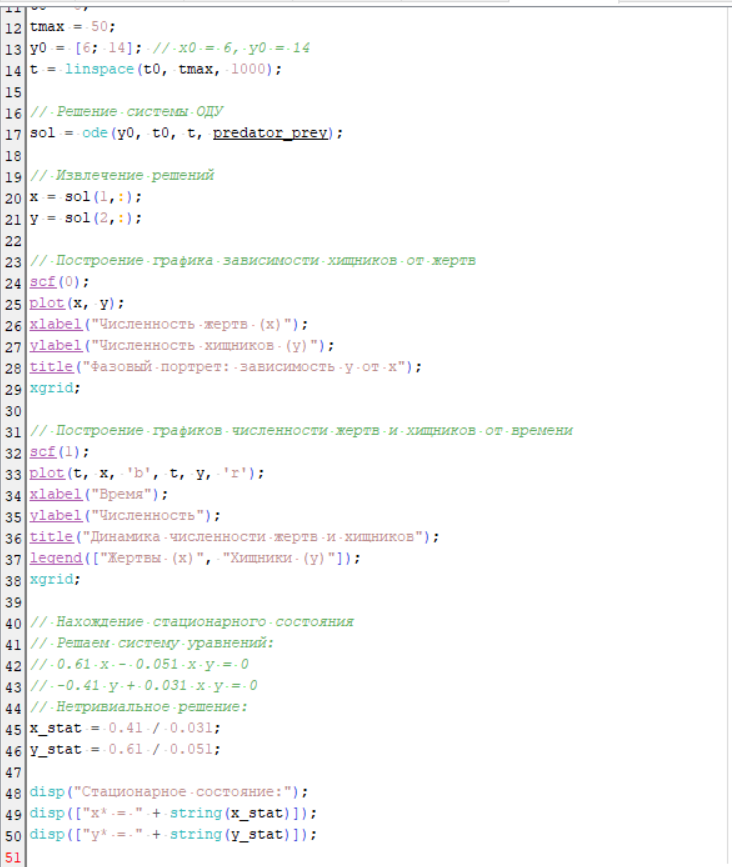 12 tmax = 50;
13 y0 = [6; 14]; // x0 = 6, y0 = 14
14 t = linspace(t0, tmax, 1000);
15
16 // Решение системы ОДУ
17 sol = ode(y0, t0, t, predator_prey);
18
19 // Извлечение решений
20 x = sol(1,:);
21 y = sol(2,:);
22
23 // Построение графика зависимости хищников от жертв
24 scf(0);
25 plot(x, y);
26 xlabel("Численность жертв (x)");
27 ylabel("Численность хищников (y)");
28 title("Фазовый портрет: зависимость y от x");
29 xgrid;
30
31 // Построение графиков численности жертв и хищников от времени
32 scf(1);
33 plot(t, x, 'b', t, y, 'r');
34 xlabel("Время");
35 ylabel("Численность");
36 title("Динамика численности жертв и хищников");
37 legend(["Жертвы (x)", "Хищники (y)"]);
38 xgrid;
39
40 // Нахождение стационарного состояния
41 // Решаем систему уравнений:
42 // 0.61 x - 0.051 x y = 0
43 // -0.41 y + 0.031 x y = 0
44 // Нетривиальное решение:
45 x_stat = 0.41 / 0.031;
46 y_stat = 0.61 / 0.051;
47
48 disp("Стационарное состояние:");
49 disp(["x* = " + string(x_stat)]);
50 disp(["y* = " + string(y_stat)]);
51